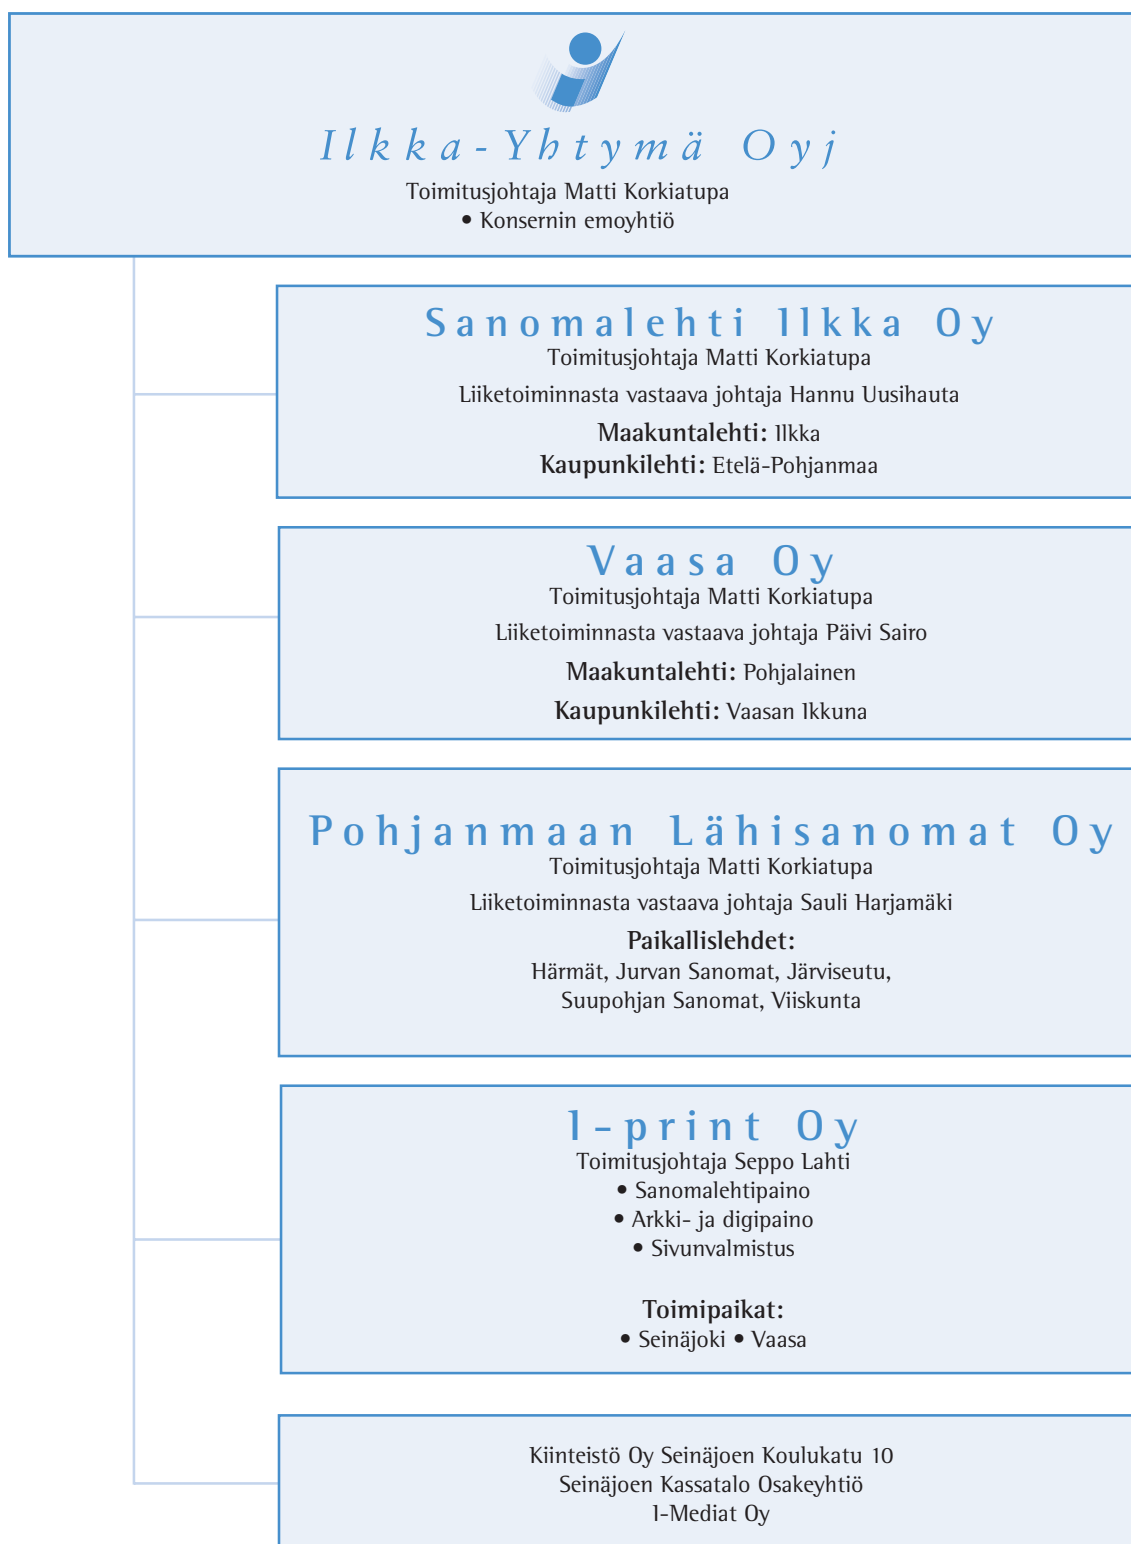 Ilkka-Yhtymä Oyj
Toimitusjohtaja Matti Korkiatupa
• Konsernin emoyhtiö
Sanomalehti Ilkka Oy
Toimitusjohtaja Matti Korkiatupa
Liiketoiminnasta vastaava johtaja Hannu Uusihauta
Maakuntalehti: Ilkka
Kaupunkilehti: Etelä-Pohjanmaa
Vaasa Oy
Toimitusjohtaja Matti Korkiatupa
Liiketoiminnasta vastaava johtaja Päivi Sairo
Maakuntalehti: Pohjalainen
Kaupunkilehti: Vaasan Ikkuna
Pohjanmaan Lähisanomat Oy
Toimitusjohtaja Matti Korkiatupa
Liiketoiminnasta vastaava johtaja Sauli Harjamäki
Paikallislehdet:
Härmät, Jurvan Sanomat, Järviseutu,
Suupohjan Sanomat, Viiskunta
I-print Oy
Toimitusjohtaja Seppo Lahti
• Sanomalehtipaino
• Arkki- ja digipaino
• Sivunvalmistus
Toimipaikat:
• Seinäjoki • Vaasa
Kiinteistö Oy Seinäjoen Koulukatu 10
Seinäjoen Kassatalo Osakeyhtiö
I-Mediat Oy